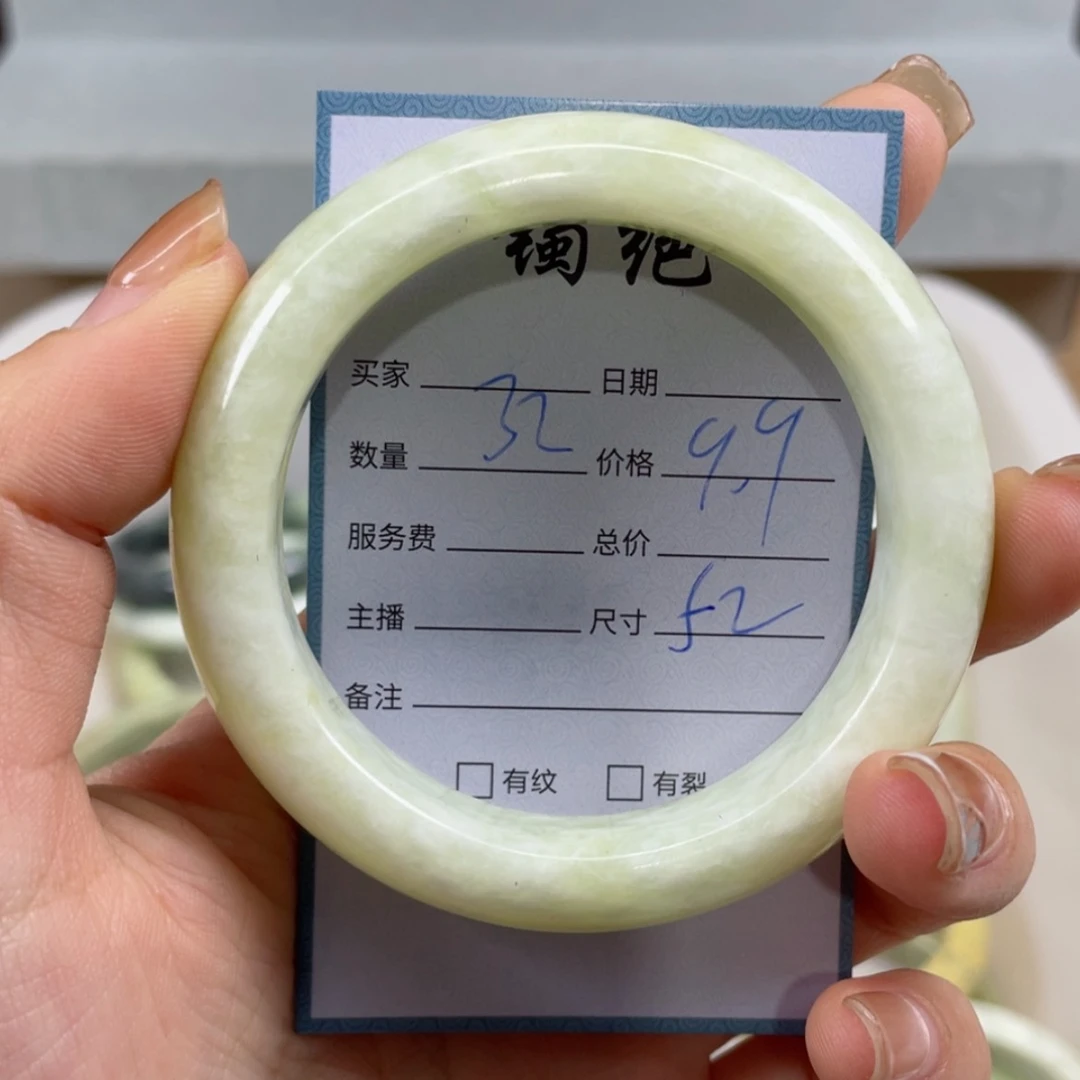 镯 绝
买家 日期
数量 32 价格 9.9
服务费 总价
主播 尺寸 52
备注
□ 有纹 □ 有裂